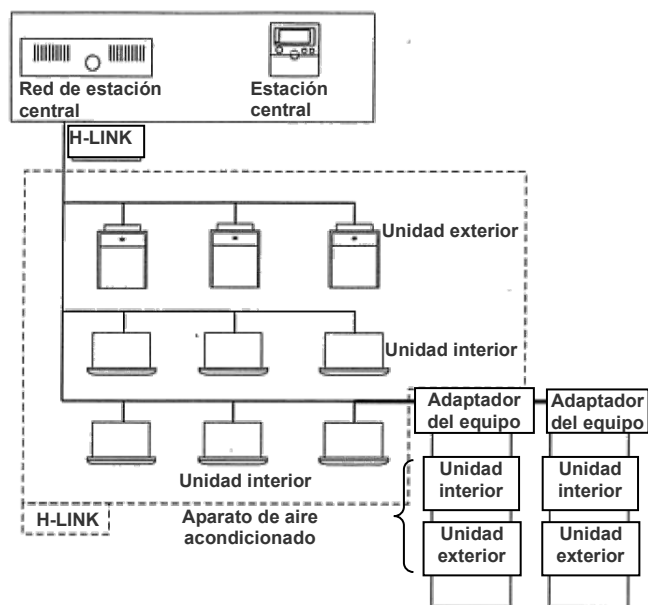 Red de estación
central
Estación
central
H-LINK
Unidad exterior
Unidad interior
Adaptador
del equipo
Adaptador
del equipo
Unidad interior
Unidad
interior
Unidad
interior
H-LINK
Aparato de aire
acondicionado
Unidad
exterior
Unidad
exterior